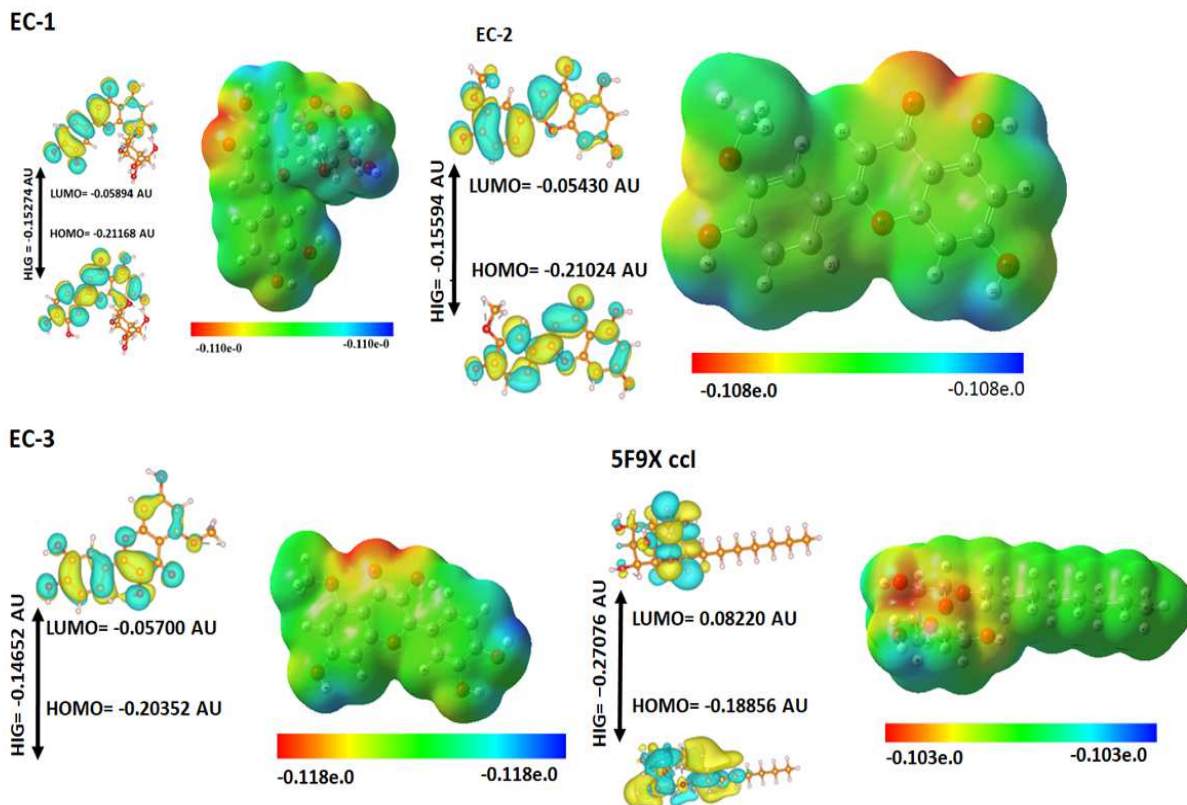 EC-1
HIG = -0.15274 AU
LUMO= -0.05894 AU
HOMO= -0.21168 AU
-0.110e-0
-0.110e-0
EC-2
HIG= -0.15594 AU
LUMO= -0.05430 AU
HOMO= -0.21024 AU
-0.108e.0
-0.108e.0
EC-3
HIG= -0.14652 AU
LUMO= -0.05700 AU
HOMO= -0.20352 AU
-0.118e.0
-0.118e.0
5F9X ccl
HIG= -0.27076 AU
LUMO= 0.08220 AU
HOMO= -0.18856 AU
-0.103e.0
-0.103e.0